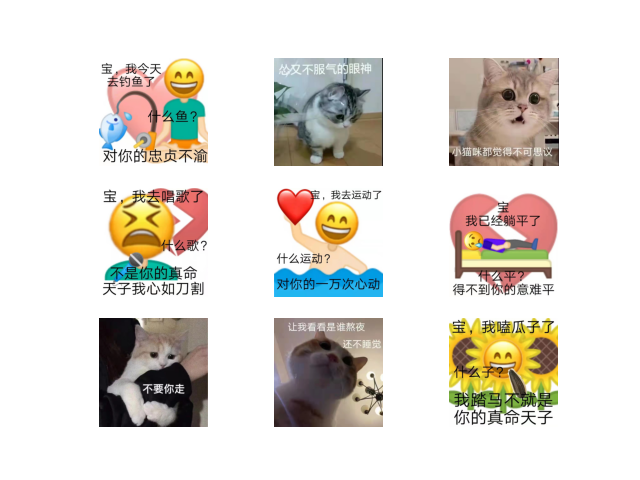 宝，我今天
去钓鱼了
什么鱼？
对你的忠贞不渝
怂又不服气的眼神
小猫咪都觉得不可思议
宝，我去唱歌了
什么歌？
不是你的真命
天子我心如刀割
宝，我去运动了
什么运动？
对你的一万次心动
宝
我已经躺平了
什么平？
得不到你的意难平
不要你走
让我看看是谁熬夜
还不睡觉
宝，我嗑瓜子了
什么子？
我踏马不就是
你的真命天子